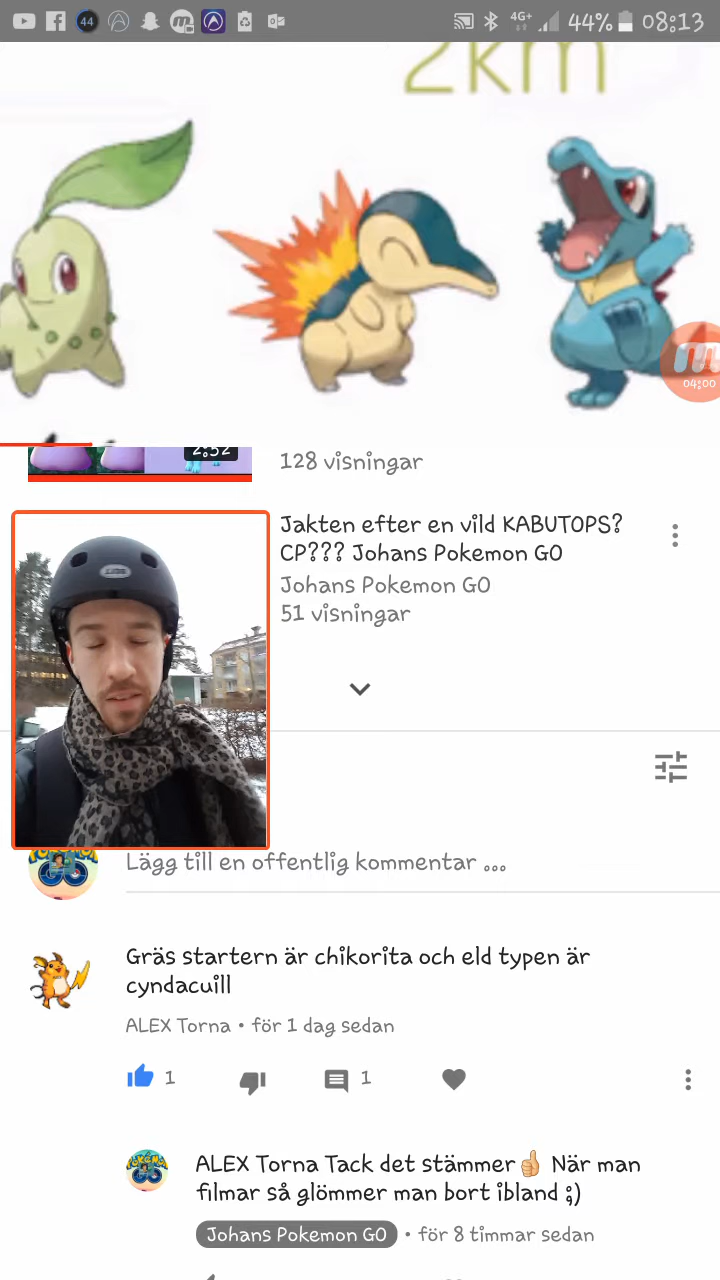 44
4G+ 44% 08:13
2km
04:00
2:52
128 visningar
Jakten efter en vild KABUTOPS?
CP??? Johans Pokemon GO
Johans Pokemon GO
51 visningar
Lägg till en offentlig kommentar ...
Gräs startern är chikorita och eld typen är
cyndacuill
ALEX Torna • för 1 dag sedan
1
1
ALEX Torna Tack det stämmer👍🏻 När man
filmar så glömmer man bort ibland ;)
Johans Pokemon GO • för 8 timmar sedan